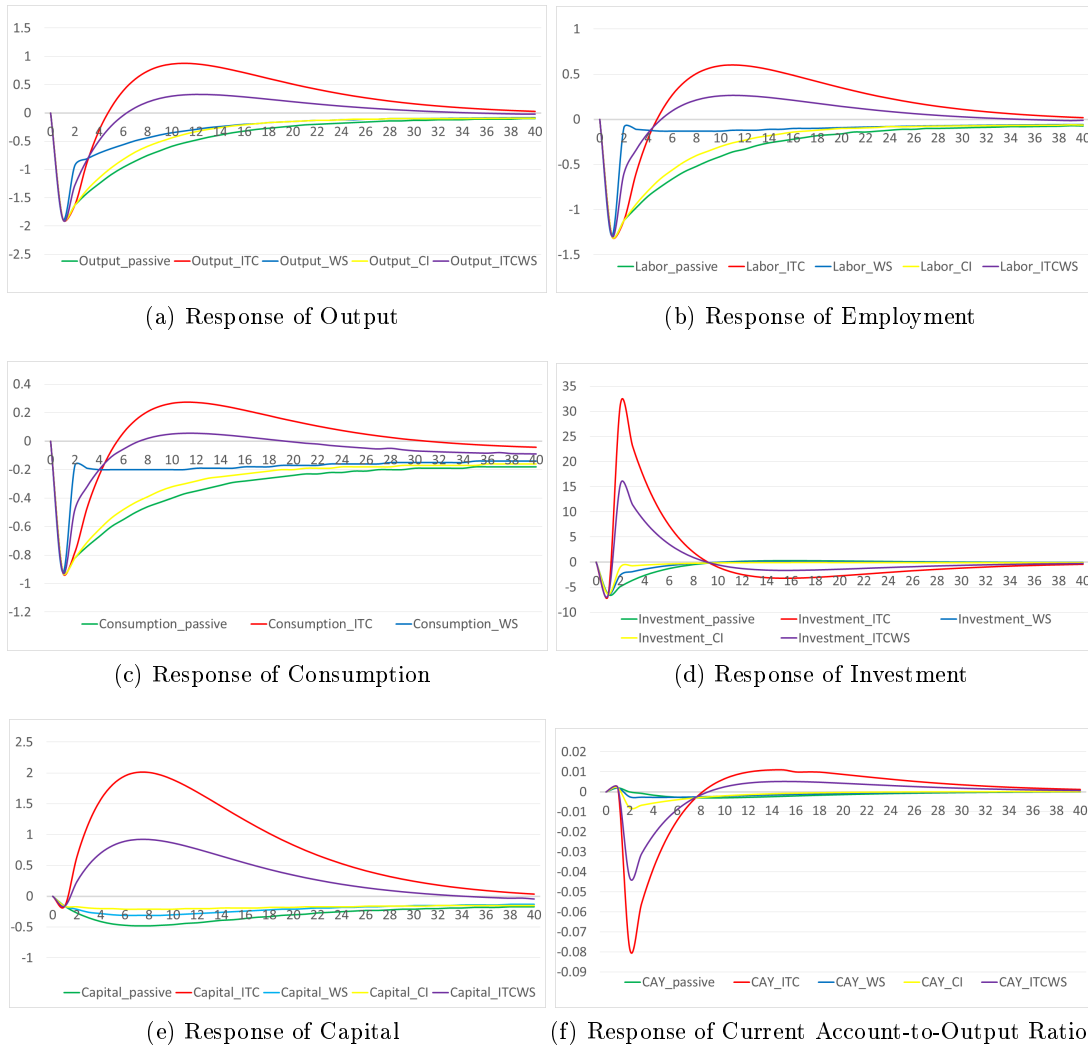 1.5
1
0.5
0
-0.5
-1
-1.5
-2
-2.5
0 2 4 6 8 10 12 14 16 18 20 22 24 26 28 30 32 34 36 38 40
Output_passive Output_ITC Output_WS Output_CI Output_ITCWS
(a) Response of Output
1
0.5
0
-0.5
-1
-1.5
0 2 4 6 8 10 12 14 16 18 20 22 24 26 28 30 32 34 36 38 40
Labor_passive Labor_ITC Labor_WS Labor_CI Labor_ITCWS
(b) Response of Employment
0.4
0.2
0
-0.2
-0.4
-0.6
-0.8
-1
-1.2
0 2 4 6 8 10 12 14 16 18 20 22 24 26 28 30 32 34 36 38 40
Consumption_passive Consumption_ITC Consumption_WS
(c) Response of Consumption
35
30
25
20
15
10
5
0
-5
-10
0 2 4 6 8 10 12 14 16 18 20 22 24 26 28 30 32 34 36 38 40
Investment_passive Investment_ITC Investment_WS
Investment_CI Investment_ITCWS
(d) Response of Investment
2.5
2
1.5
1
0.5
0
-0.5
-1
0 2 4 6 8 10 12 14 16 18 20 22 24 26 28 30 32 34 36 38 40
Capital_passive Capital_ITC Capital_WS Capital_CI Capital_ITCWS
(e) Response of Capital
0.02
0.01
0
-0.01
-0.02
-0.03
-0.04
-0.05
-0.06
-0.07
-0.08
-0.09
0 2 4 6 8 10 12 14 16 18 20 22 24 26 28 30 32 34 36 38 40
CAY_passive CAY_ITC CAY_WS CAY_CI CAY_ITCWS
(f) Response of Current Account-to-Output Ratio